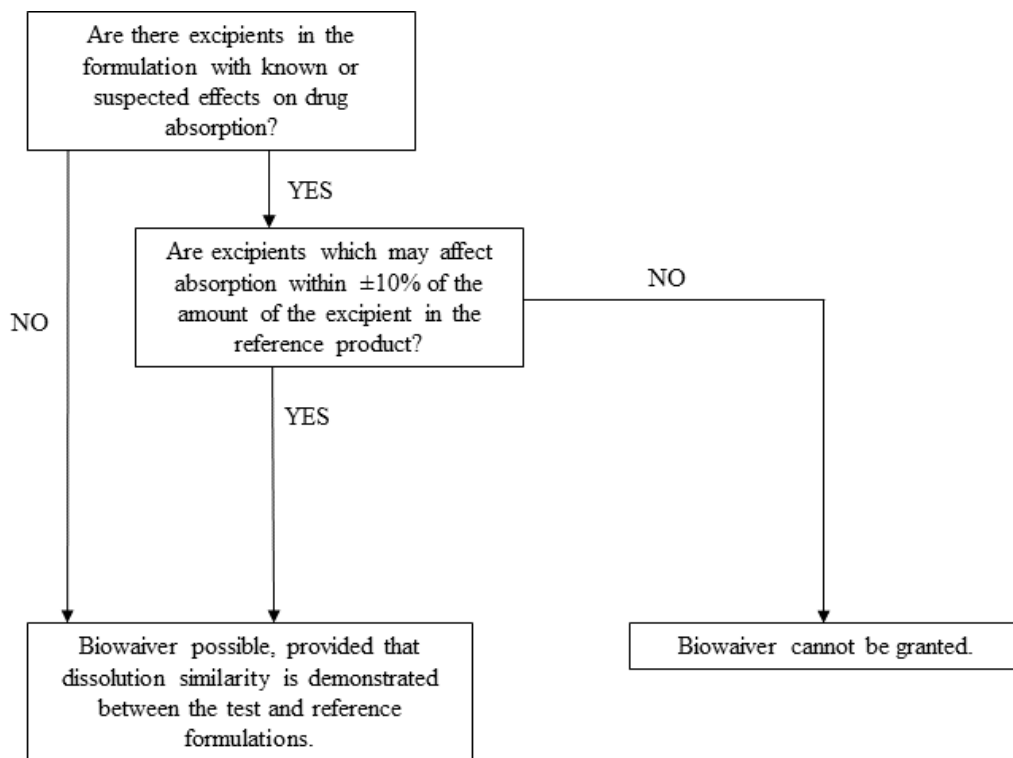 Are there excipients in the
formulation with known or
suspected effects on drug
absorption?
YES
Are excipients which may affect
absorption within ±10% of the
amount of the excipient in the
reference product?
NO
NO
YES
Biowaiver possible, provided that
dissolution similarity is demonstrated
between the test and reference
formulations.
Biowaiver cannot be granted.